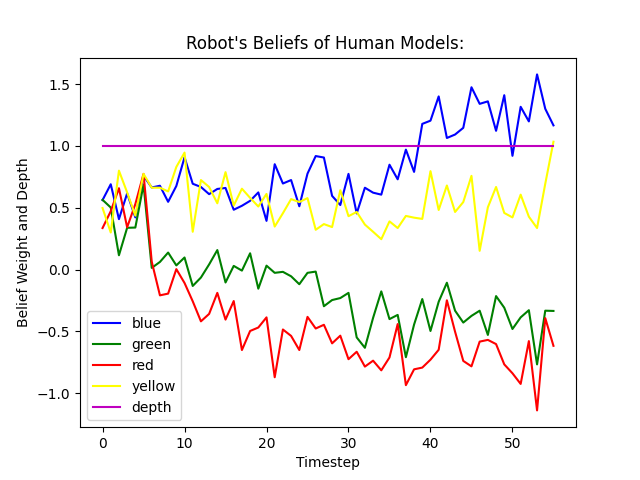 Robot's Beliefs of Human Models:
Belief Weight and Depth
1.5
1.0
0.5
0.0
−0.5
−1.0
blue
green
red
yellow
depth
0 10 20 30 40 50
Timestep